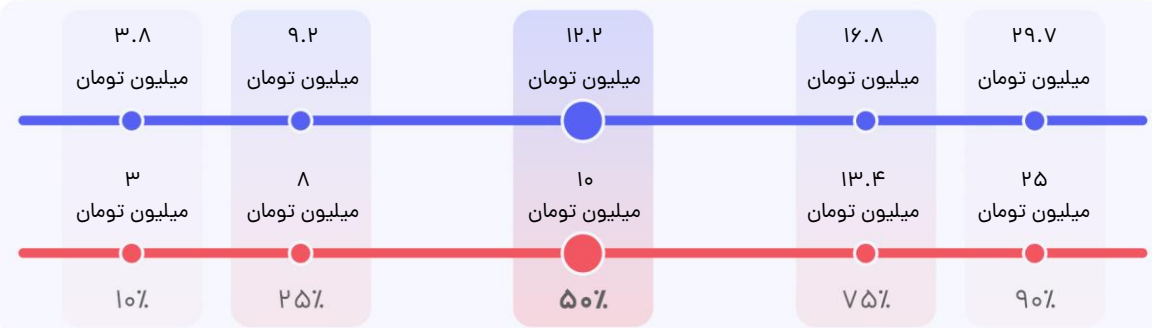 ۳.۸ ۹.۲ ۱۲.۲ ۱۶.۸ ۲۹.۷
میلیون تومان میلیون تومان میلیون تومان میلیون تومان میلیون تومان
۳ ۸ ۱۰ ۱۳.۴ ۲۵
میلیون تومان میلیون تومان میلیون تومان میلیون تومان میلیون تومان
۱۰٪ ۲۵٪ ۵۰٪ ۷۵٪ ۹۰٪